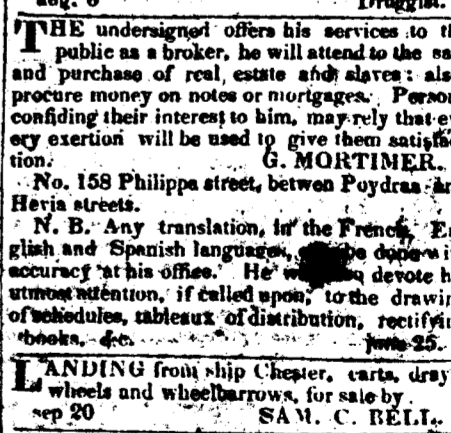 aug. 6 Druggist.
THE undersigned offers his services to th
public as a broker, he will attend to the sa
and purchase of real estate and slaves: als
procure money on notes or mortgages. Person
confiding their interest to him, may rely that ev
ery exertion will be used to give them satisfac
tion. G. MORTIMER.
No. 158 Philippa street, betwen Poydras an
Hevia streets.
N. B. Any translation, in the French, En
glish and Spanish languages, be done wi
accuracy at his office. He devote h
utmost attention, if called upon, to the drawin
of schedules, tableaux of distribution, rectifyin
books, &c. june 25.
LANDING from ship Chester, carts, dray
wheels and wheelbarrows, for sale by
sep 20 SAM. C. BELL.